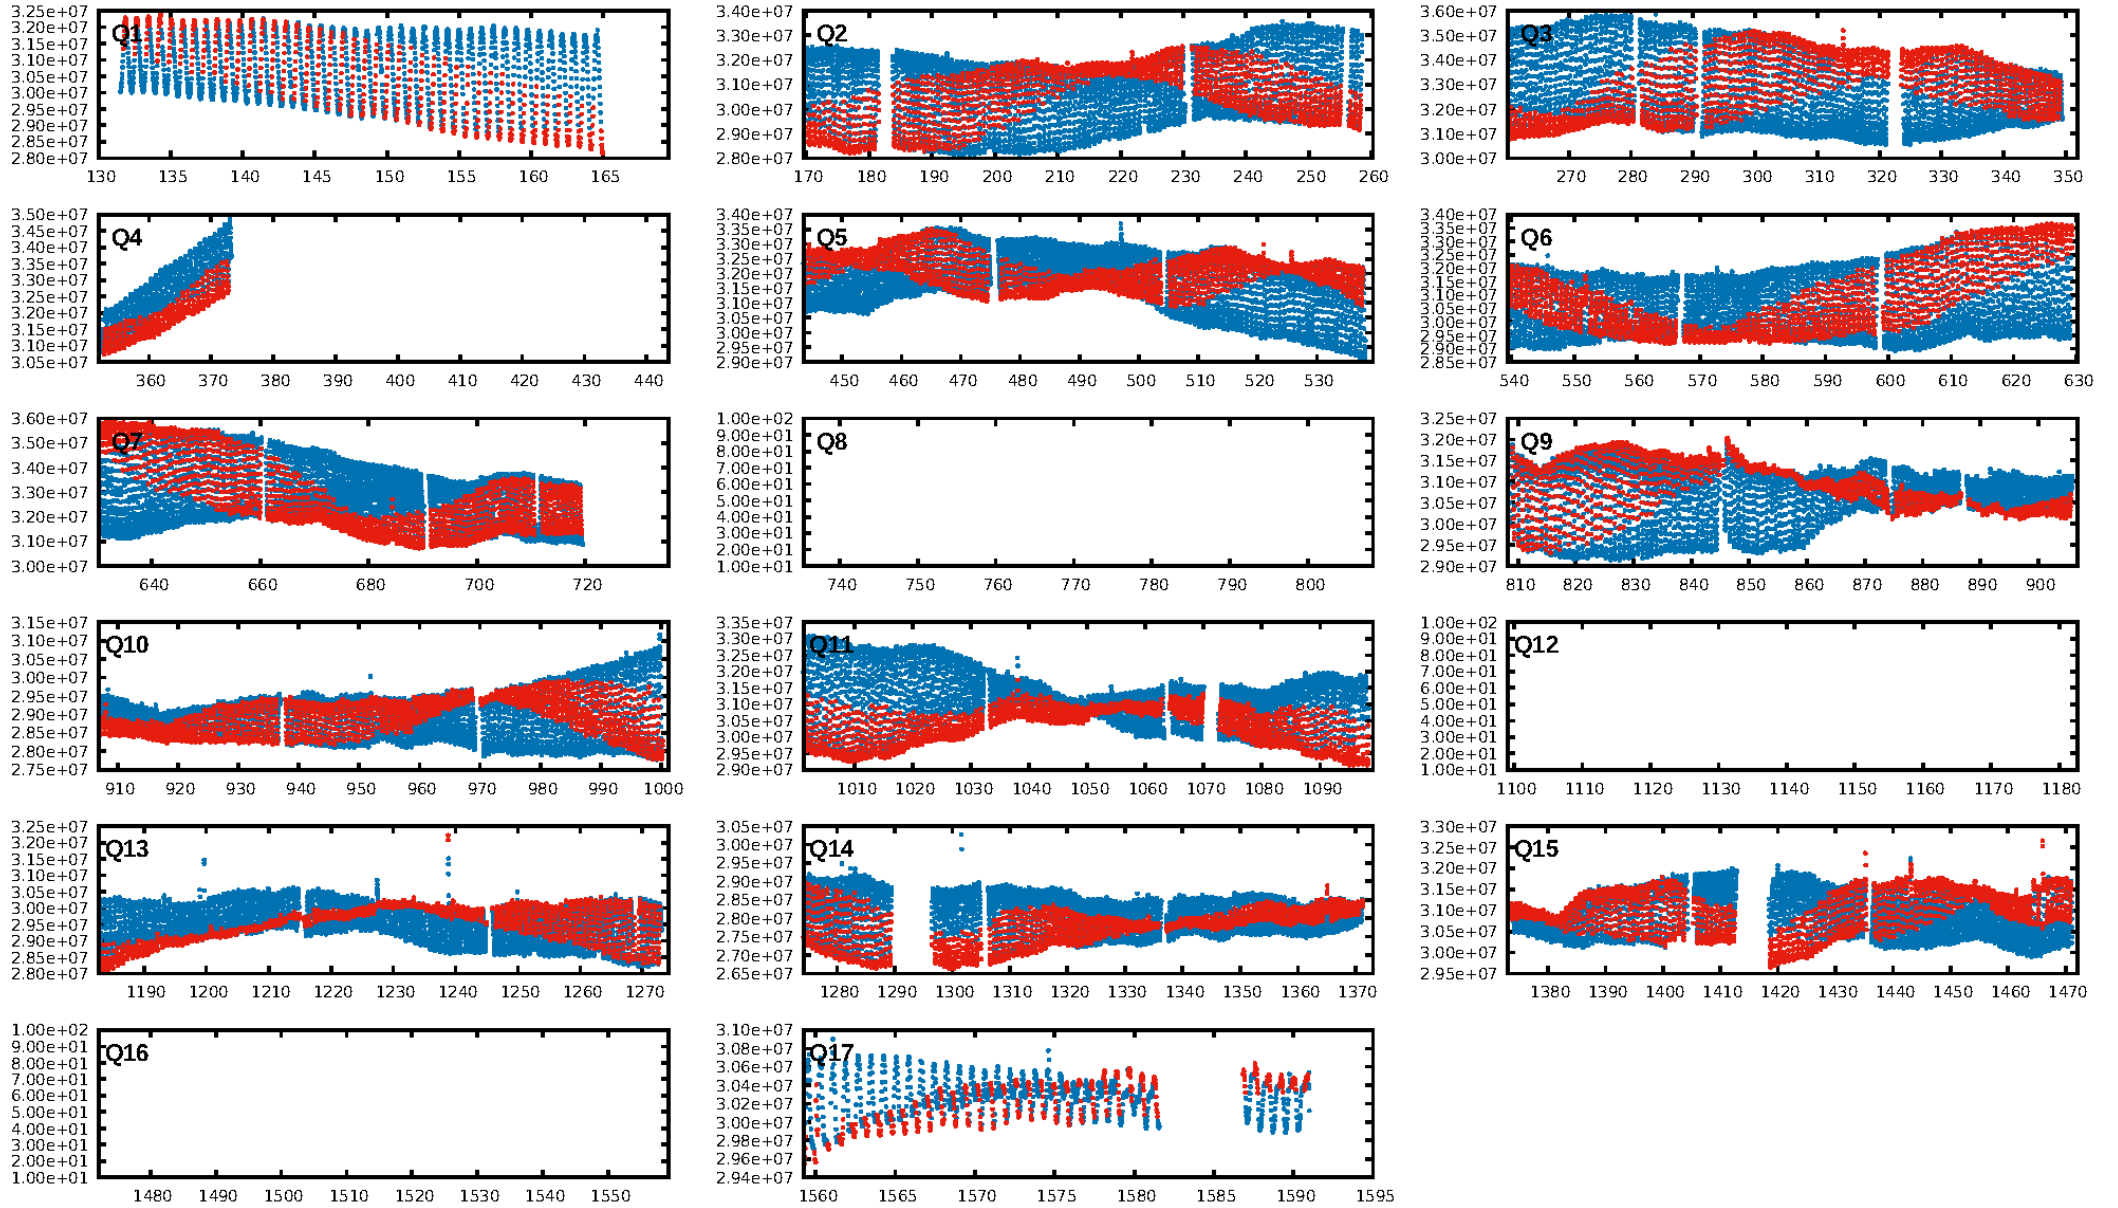 3.25e+07
3.20e+07
3.15e+07
3.10e+07
3.05e+07
3.00e+07
2.95e+07
2.90e+07
2.85e+07
2.80e+07
Q1
130 135 140 145 150 155 160 165
3.40e+07
3.30e+07
3.20e+07
3.10e+07
3.00e+07
2.90e+07
2.80e+07
Q2
170 180 190 200 210 220 230 240 250 260
3.60e+07
3.50e+07
3.40e+07
3.30e+07
3.20e+07
3.10e+07
3.00e+07
Q3
270 280 290 300 310 320 330 340 350
3.50e+07
3.45e+07
3.40e+07
3.35e+07
3.30e+07
3.25e+07
3.20e+07
3.15e+07
3.10e+07
3.05e+07
Q4
360 370 380 390 400 410 420 430 440
3.40e+07
3.35e+07
3.30e+07
3.25e+07
3.20e+07
3.15e+07
3.10e+07
3.05e+07
3.00e+07
2.95e+07
2.90e+07
Q5
450 460 470 480 490 500 510 520 530
3.40e+07
3.35e+07
3.30e+07
3.25e+07
3.20e+07
3.15e+07
3.10e+07
3.05e+07
3.00e+07
2.95e+07
2.90e+07
2.85e+07
Q6
540 550 560 570 580 590 600 610 620 630
3.60e+07
3.50e+07
3.40e+07
3.30e+07
3.20e+07
3.10e+07
3.00e+07
Q7
640 660 680 700 720
1.00e+02
9.00e+01
8.00e+01
7.00e+01
6.00e+01
5.00e+01
4.00e+01
3.00e+01
2.00e+01
1.00e+01
Q8
740 750 760 770 780 790 800
3.25e+07
3.20e+07
3.15e+07
3.10e+07
3.05e+07
3.00e+07
2.95e+07
2.90e+07
Q9
810 820 830 840 850 860 870 880 890 900
3.15e+07
3.10e+07
3.05e+07
3.00e+07
2.95e+07
2.90e+07
2.85e+07
2.80e+07
2.75e+07
Q10
910 920 930 940 950 960 970 980 990 1000
3.35e+07
3.30e+07
3.25e+07
3.20e+07
3.15e+07
3.10e+07
3.05e+07
3.00e+07
2.95e+07
2.90e+07
Q11
1010 1020 1030 1040 1050 1060 1070 1080 1090
1.00e+02
9.00e+01
8.00e+01
7.00e+01
6.00e+01
5.00e+01
4.00e+01
3.00e+01
2.00e+01
1.00e+01
Q12
1100 1110 1120 1130 1140 1150 1160 1170 1180
3.25e+07
3.20e+07
3.15e+07
3.10e+07
3.05e+07
3.00e+07
2.95e+07
2.90e+07
2.85e+07
2.80e+07
Q13
1190 1200 1210 1220 1230 1240 1250 1260 1270
3.05e+07
3.00e+07
2.95e+07
2.90e+07
2.85e+07
2.80e+07
2.75e+07
2.70e+07
2.65e+07
Q14
1280 1290 1300 1310 1320 1330 1340 1350 1360 1370
3.30e+07
3.25e+07
3.20e+07
3.15e+07
3.10e+07
3.05e+07
3.00e+07
2.95e+07
Q15
1380 1390 1400 1410 1420 1430 1440 1450 1460 1470
1.00e+02
9.00e+01
8.00e+01
7.00e+01
6.00e+01
5.00e+01
4.00e+01
3.00e+01
2.00e+01
1.00e+01
Q16
1480 1490 1500 1510 1520 1530 1540 1550
3.10e+07
3.08e+07
3.06e+07
3.04e+07
3.02e+07
3.00e+07
2.98e+07
2.96e+07
2.94e+07
Q17
1560 1565 1570 1575 1580 1585 1590 1595